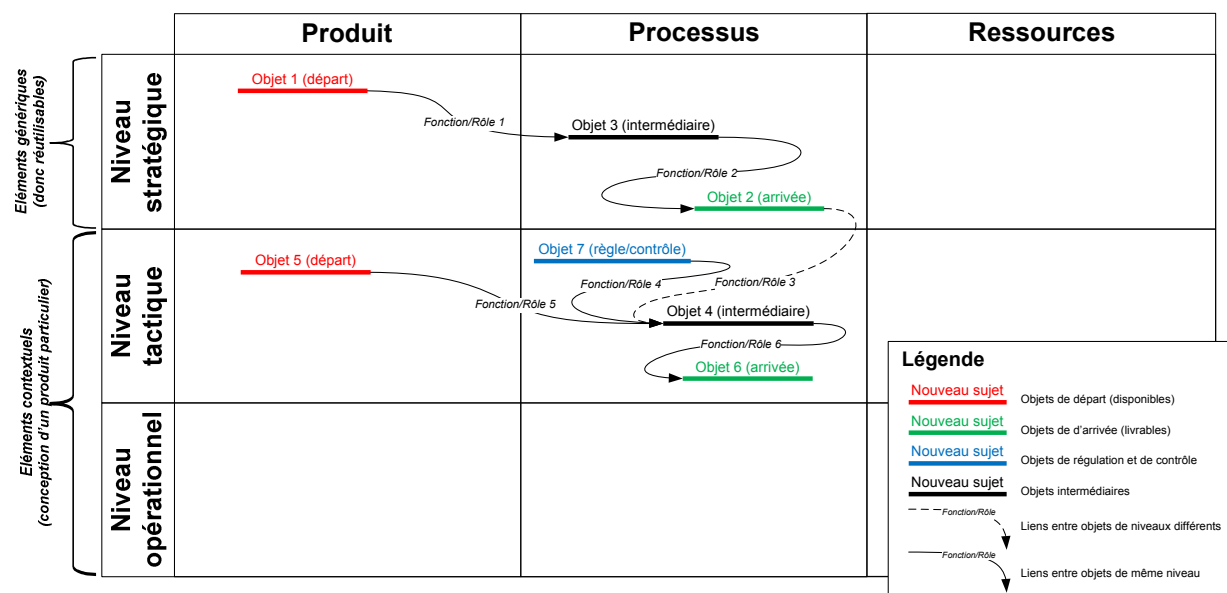 Produit
Processus
Ressources
Eléments génériques
(donc réutilisables)
Niveau
stratégique
Objet 1 (départ)
Fonction/Rôle 1
Objet 3 (intermédiaire)
Fonction/Rôle 2
Objet 2 (arrivée)
Eléments contextuels
(conception d'un produit particulier)
Niveau
tactique
Objet 7 (règle/contrôle)
Objet 5 (départ)
Fonction/Rôle 4
Fonction/Rôle 3
Fonction/Rôle 5
Objet 4 (intermédiaire)
Fonction/Rôle 6
Objet 6 (arrivée)
Niveau
opérationnel
Légende
Nouveau sujet
Objets de départ (disponibles)
Nouveau sujet
Objets de d'arrivée (livrables)
Nouveau sujet
Objets de régulation et de contrôle
Nouveau sujet
Objets intermédiaires
Fonction/Rôle
Liens entre objets de niveaux différents
Fonction/Rôle
Liens entre objets de même niveau